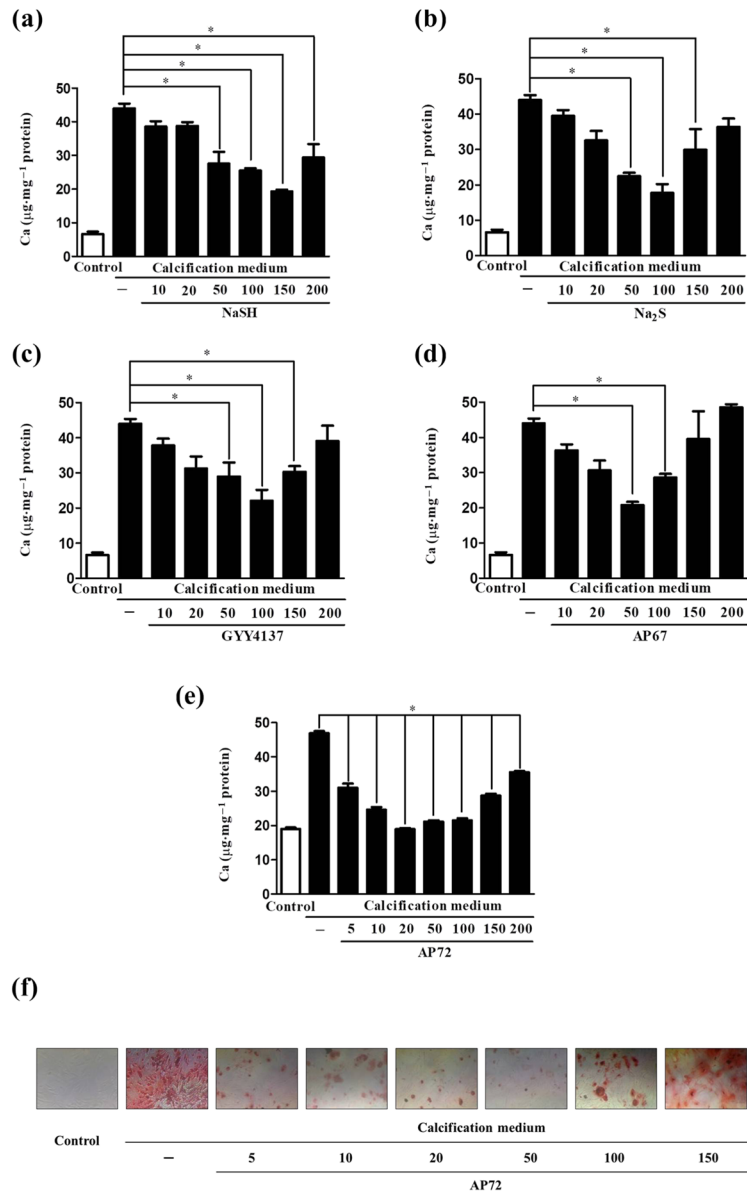 (a)
*
*
*
*
Ca (μg·mg⁻¹ protein)
50
40
30
20
10
0
Control
Calcification medium
– 10 20 50 100 150 200
NaSH
(b)
*
*
*
Ca (μg·mg⁻¹ protein)
50
40
30
20
10
0
Control
Calcification medium
– 10 20 50 100 150 200
Na₂S
(c)
*
*
*
Ca (μg·mg⁻¹ protein)
50
40
30
20
10
0
Control
Calcification medium
– 10 20 50 100 150 200
GYY4137
(d)
*
*
Ca (μg·mg⁻¹ protein)
50
40
30
20
10
0
Control
Calcification medium
– 10 20 50 100 150 200
AP67
(e)
*
Ca (μg·mg⁻¹ protein)
50
40
30
20
10
0
Control
Calcification medium
– 5 10 20 50 100 150 200
AP72
(f)
Control
Calcification medium
– 5 10 20 50 100 150
AP72